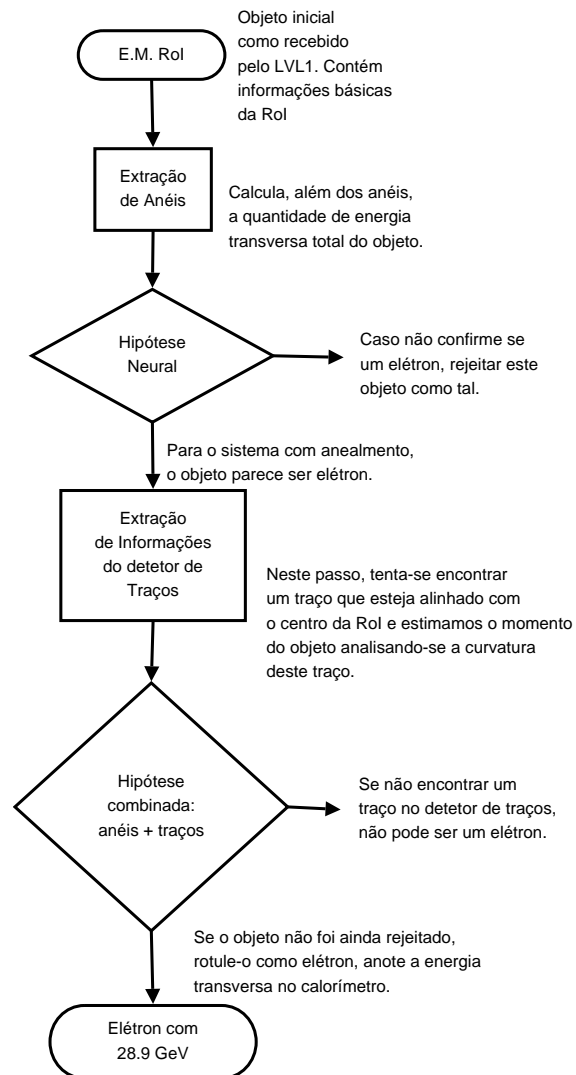 Objeto inicial
como recebido
pelo LVL1. Contém
informações básicas
da RoI
E.M. RoI
Extração
de Anéis
Calcula, além dos anéis,
a quantidade de energia
transversa total do objeto.
Hipótese
Neural
Caso não confirme se
um elétron, rejeitar este
objeto como tal.
Para o sistema com anealmento,
o objeto parece ser elétron.
Extração
de Informações
do detetor de
Traços
Neste passo, tenta-se encontrar
um traço que esteja alinhado com
o centro da RoI e estimamos o momento
do objeto analisando-se a curvatura
deste traço.
Hipótese
combinada:
anéis + traços
Se não encontrar um
traço no detetor de traços,
não pode ser um elétron.
Se o objeto não foi ainda rejeitado,
rotule-o como elétron, anote a energia
transversa no calorímetro.
Elétron com
28.9 GeV